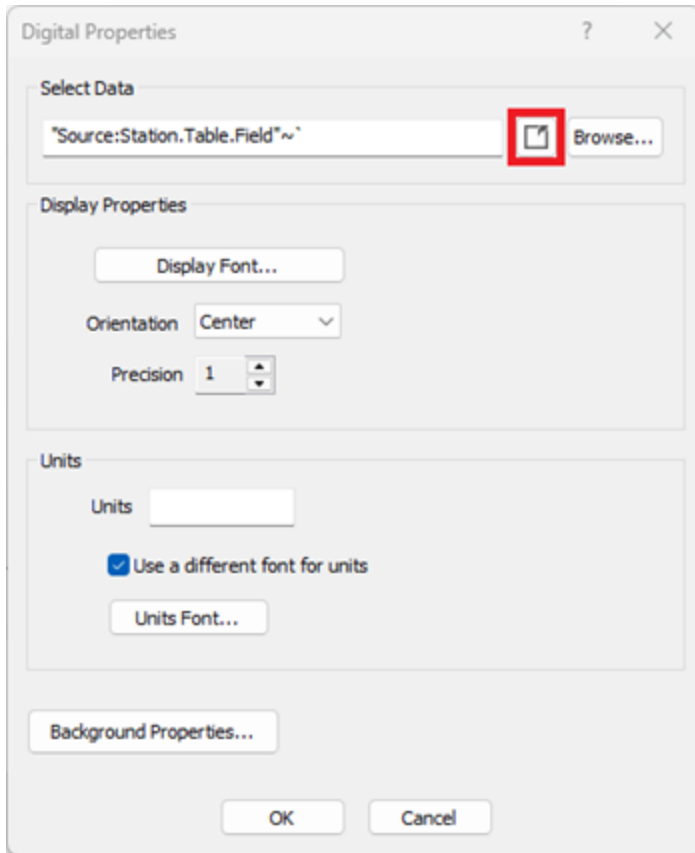 Digital Properties ?
Select Data
"Source:Station.Table.Field"~` Browse...
Display Properties
Display Font...
Orientation Center
Precision 1
Units
Units
Use a different font for units
Units Font...
Background Properties...
OK Cancel